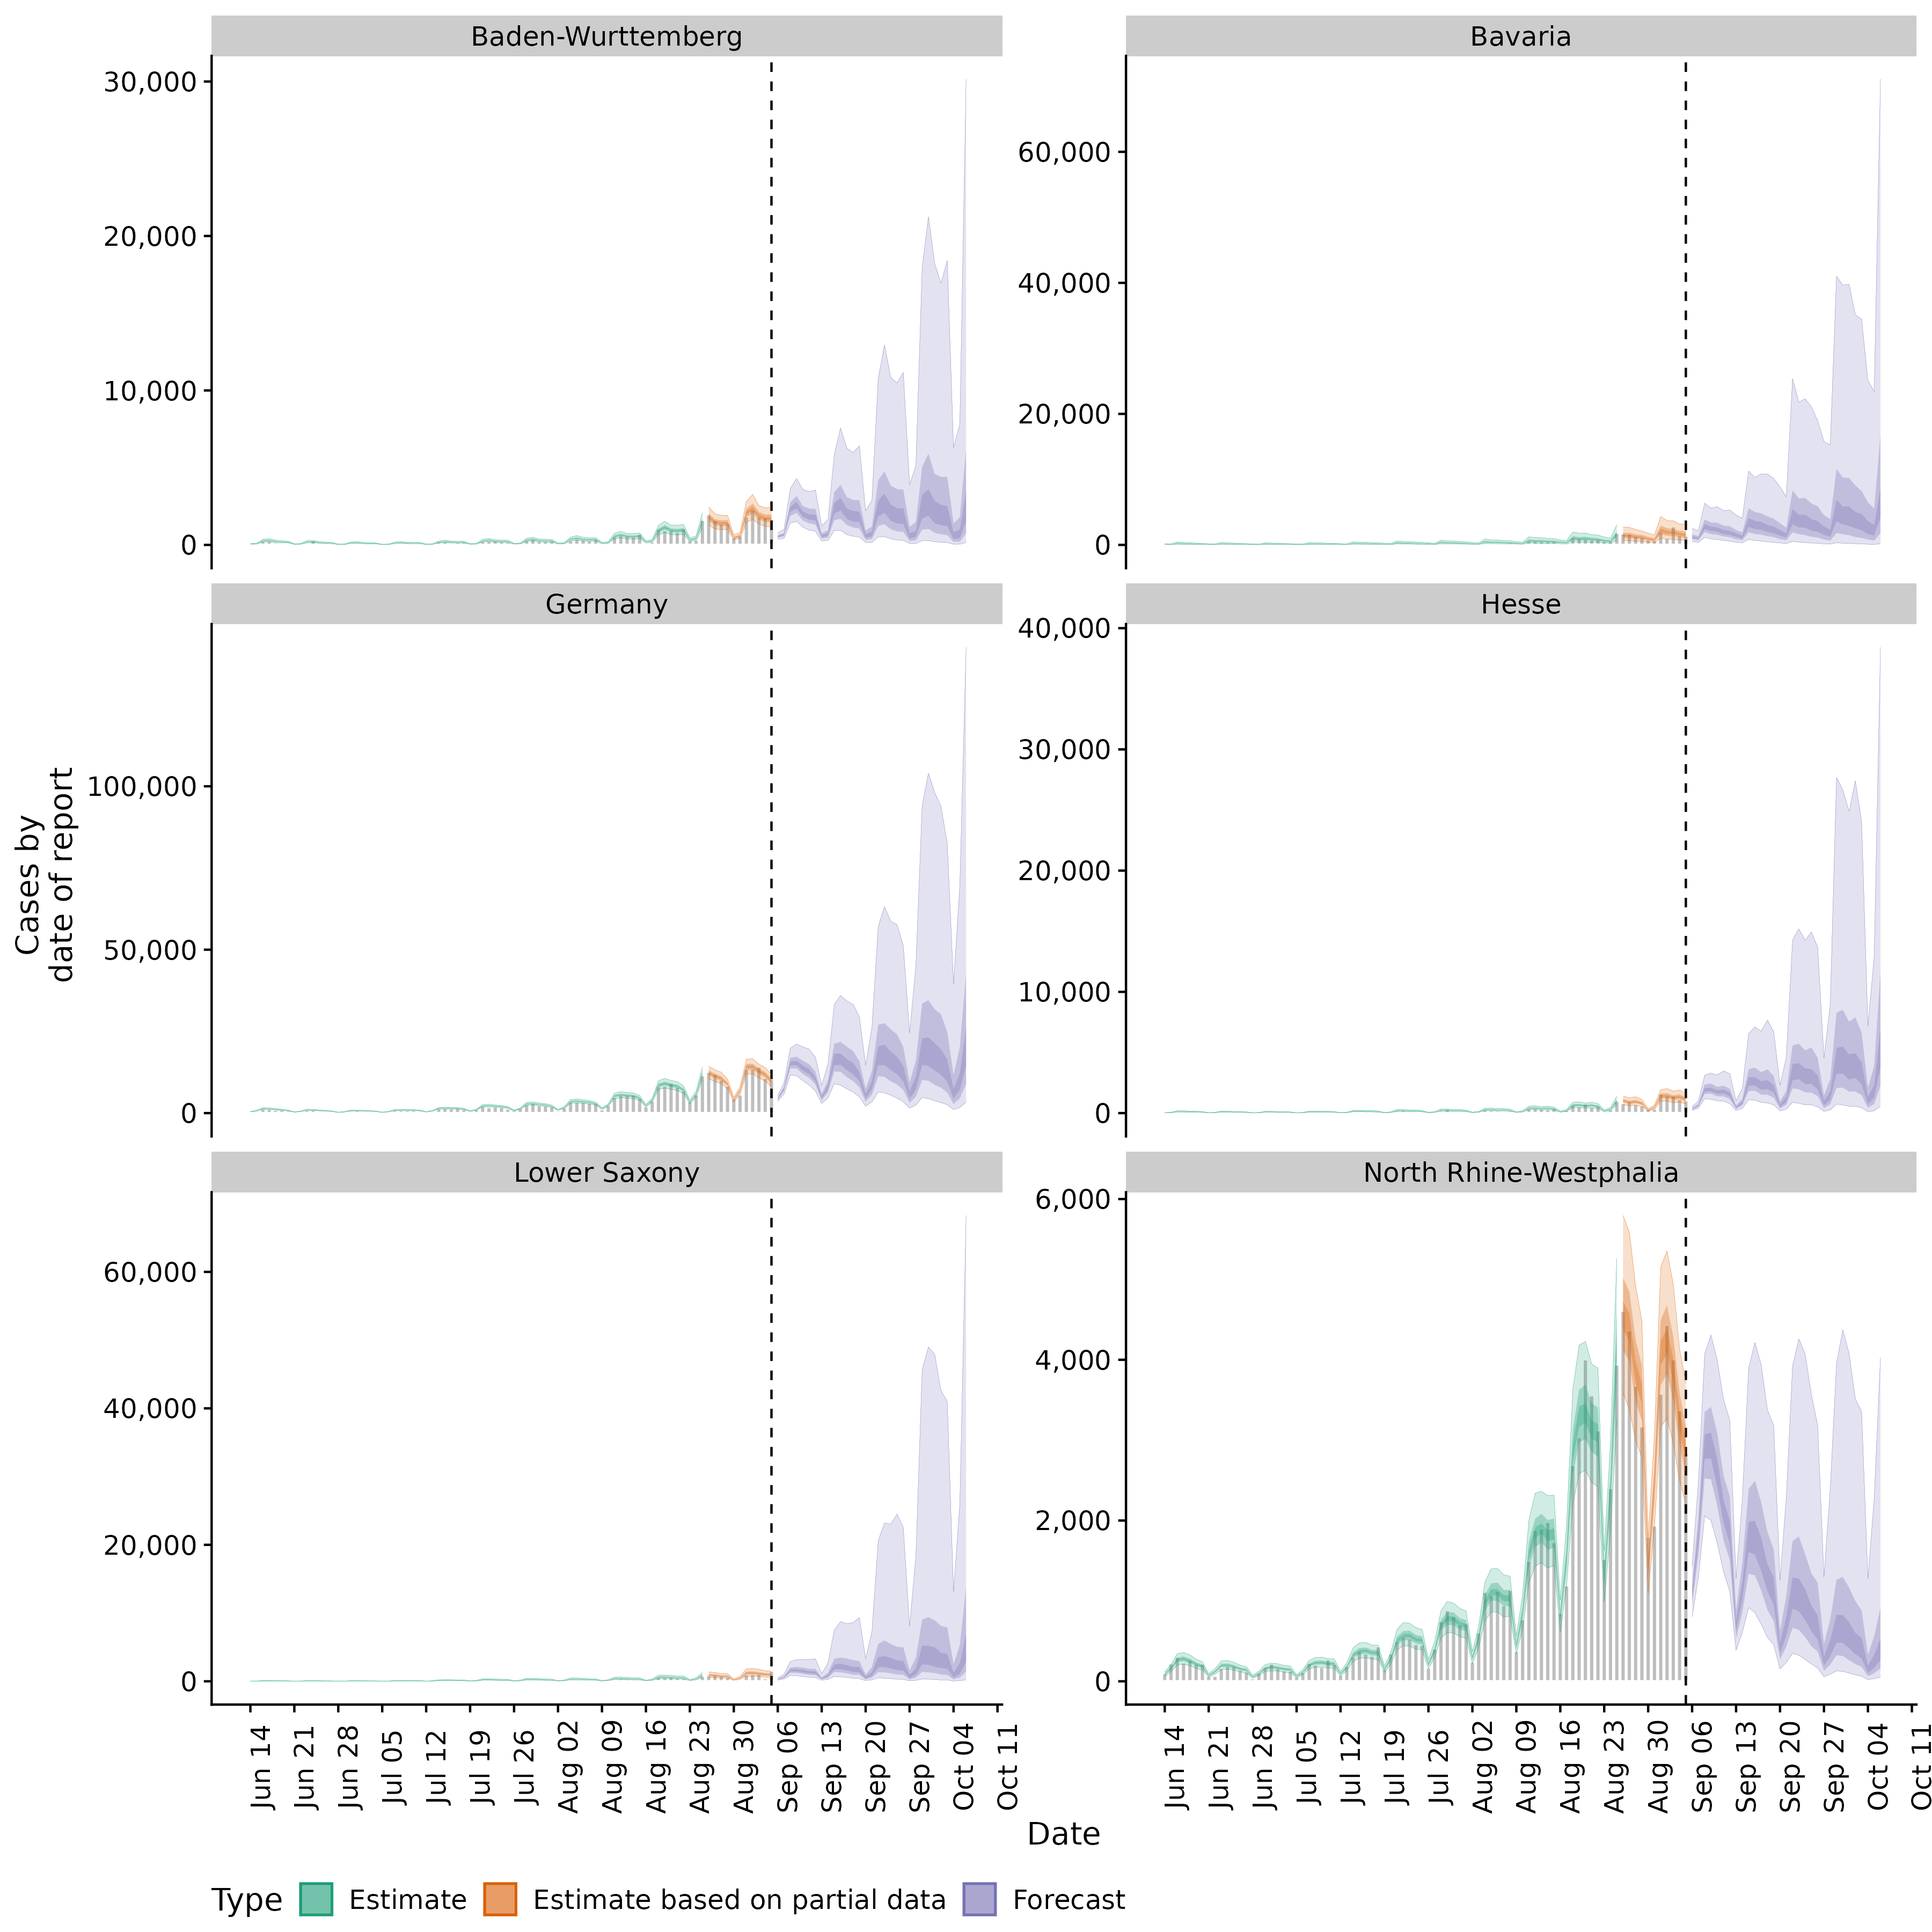 Baden-Wurttemberg
Bavaria
30,000
20,000
10,000
0
60,000
40,000
20,000
0
Germany
Hesse
100,000
50,000
0
40,000
30,000
20,000
10,000
0
Lower Saxony
North Rhine-Westphalia
60,000
40,000
20,000
0
6,000
4,000
2,000
0
Cases by
date of report
Jun 14
Jun 21
Jun 28
Jul 05
Jul 12
Jul 19
Jul 26
Aug 02
Aug 09
Aug 16
Aug 23
Aug 30
Sep 06
Sep 13
Sep 20
Sep 27
Oct 04
Oct 11
Jun 14
Jun 21
Jun 28
Jul 05
Jul 12
Jul 19
Jul 26
Aug 02
Aug 09
Aug 16
Aug 23
Aug 30
Sep 06
Sep 13
Sep 20
Sep 27
Oct 04
Oct 11
Date
Type Estimate Estimate based on partial data Forecast